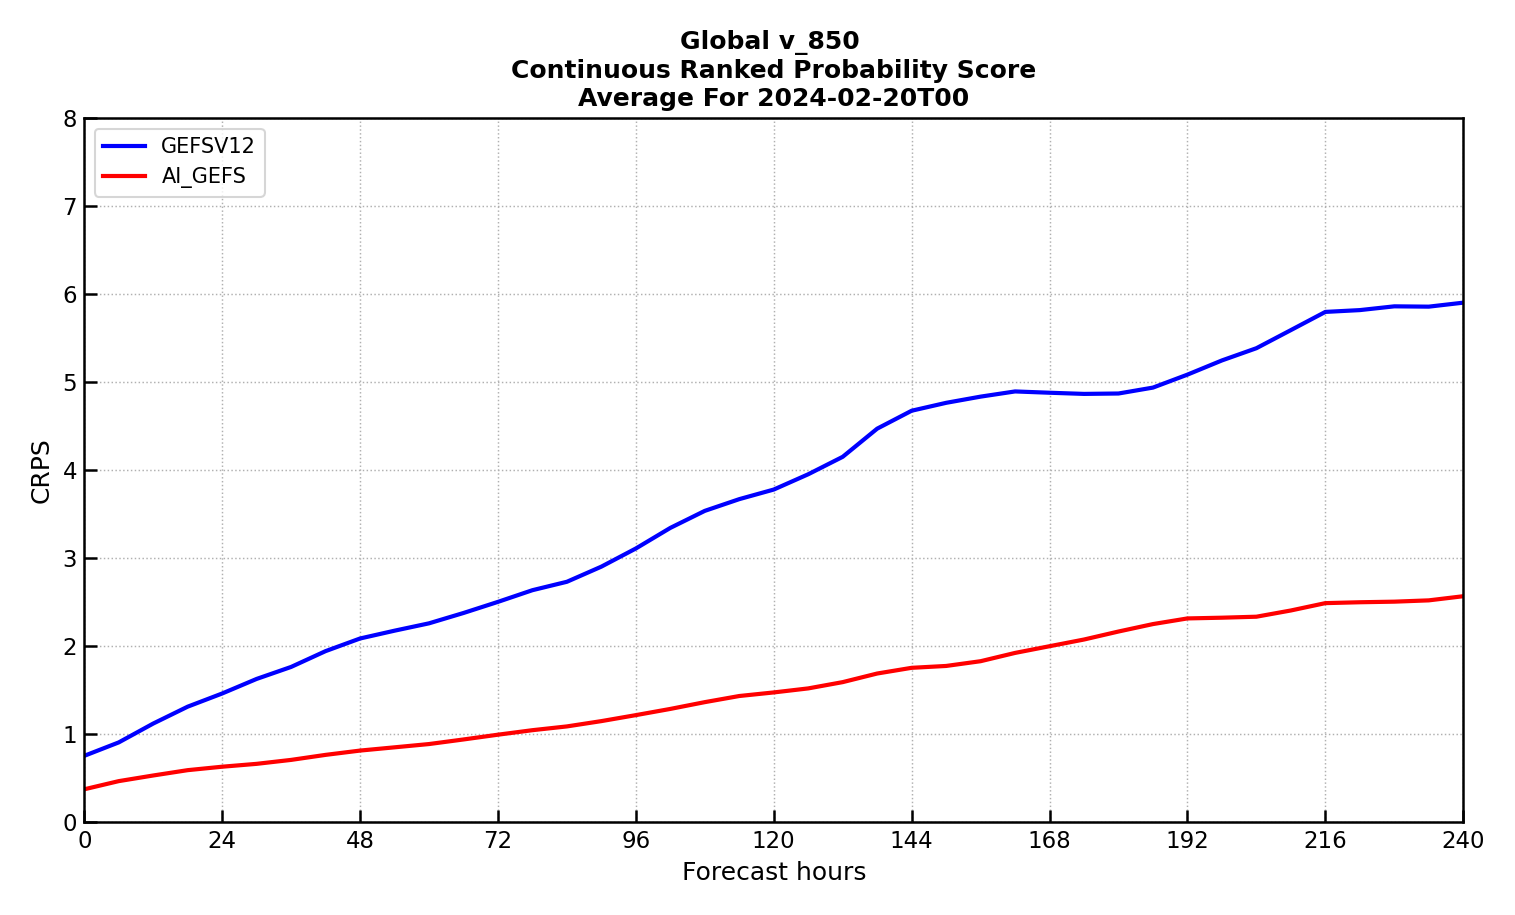 Global v_850
Continuous Ranked Probability Score
Average For 2024-02-20T00
GEFSV12
AI_GEFS
8
7
6
5
4
3
2
1
0
CRPS
0 24 48 72 96 120 144 168 192 216 240
Forecast hours